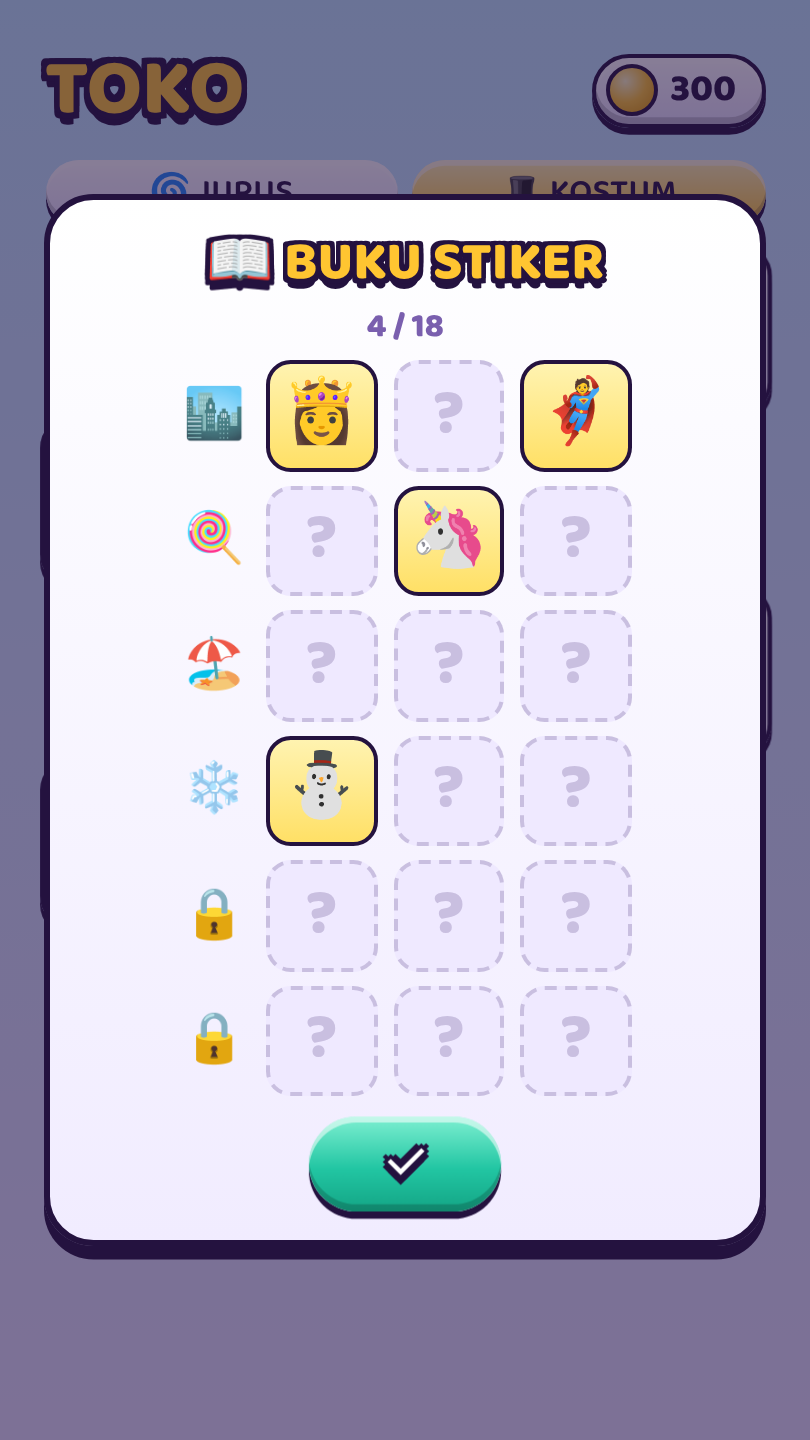 TOKO
300
JURUS
KOSTUM
BUKU STIKER
4 / 18
?
? ?
? ? ?
? ?
? ? ?
? ? ?